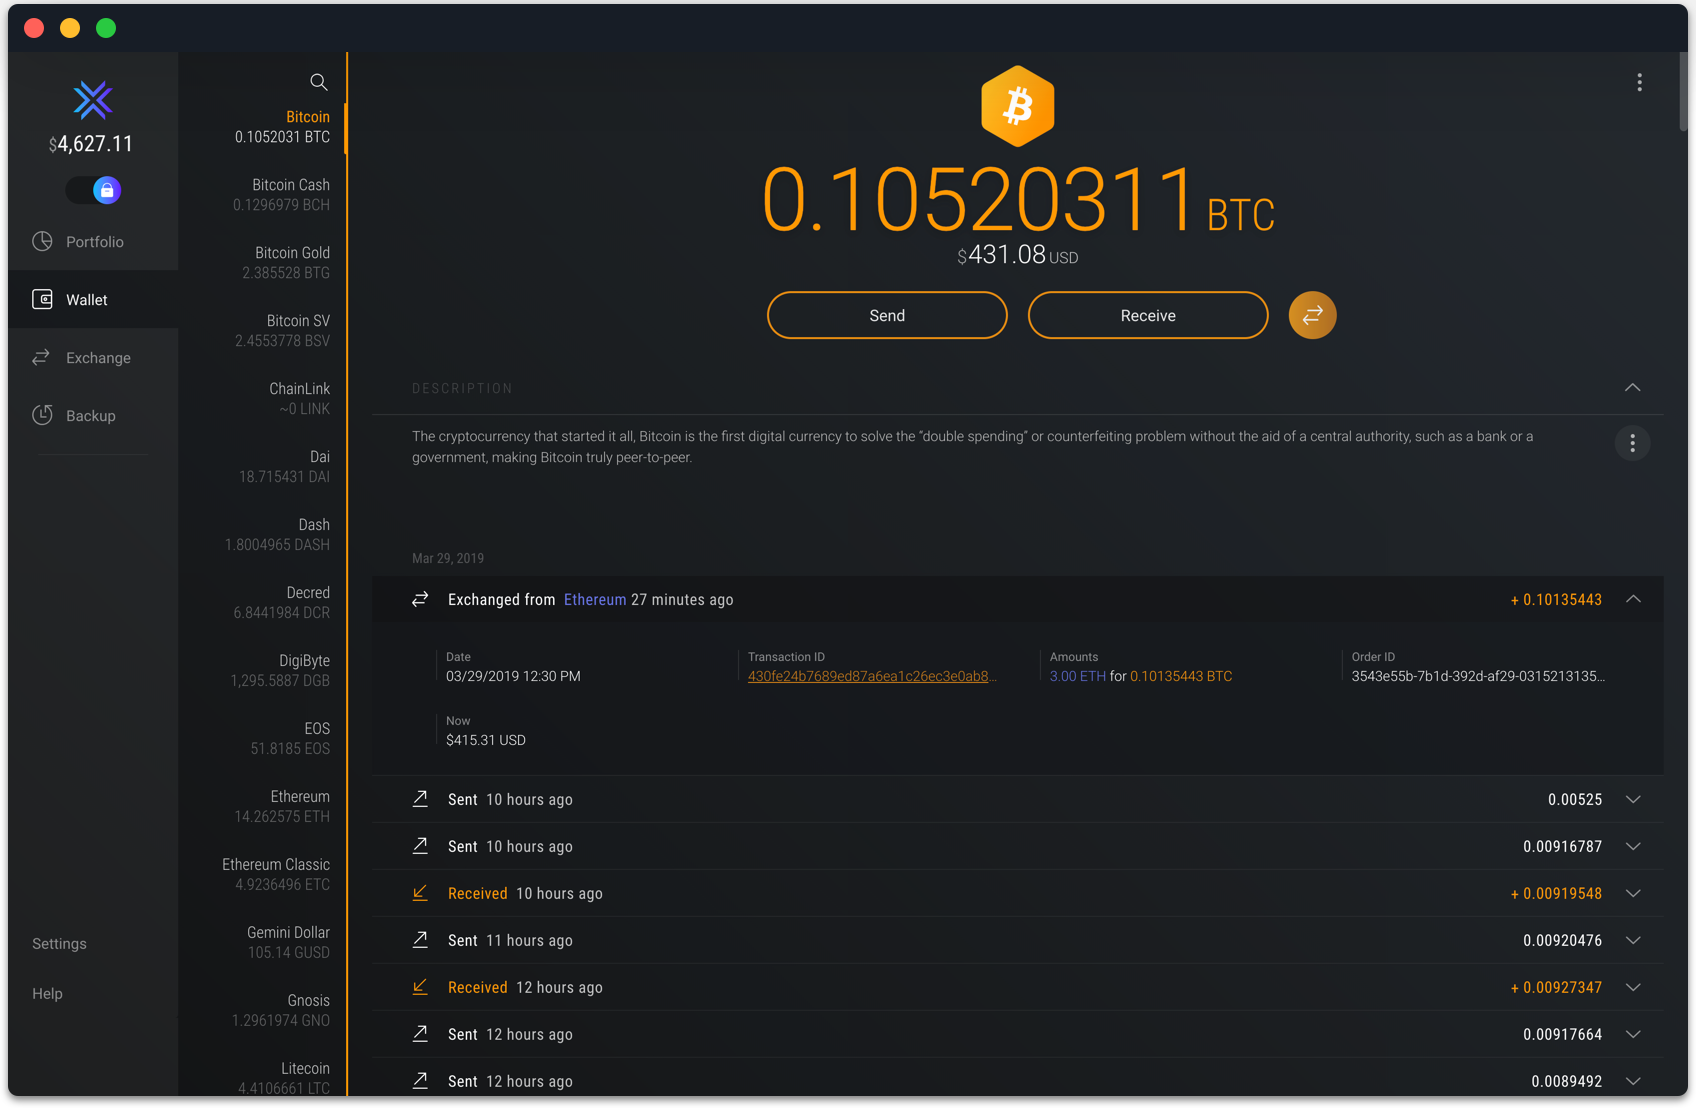 $4,627.11
Portfolio
Wallet
Exchange
Backup
Settings
Help
Bitcoin
0.1052031 BTC
Bitcoin Cash
0.1296979 BCH
Bitcoin Gold
2.385528 BTG
Bitcoin SV
2.4553778 BSV
ChainLink
~0 LINK
Dai
18.715431 DAI
Dash
1.8004965 DASH
Decred
6.8441984 DCR
DigiByte
1,295.5887 DGB
EOS
51.8185 EOS
Ethereum
14.262575 ETH
Ethereum Classic
4.9236496 ETC
Gemini Dollar
105.14 GUSD
Gnosis
1.2961974 GNO
Litecoin
4.4106661 LTC
0.10520311 BTC
$431.08 USD
Send
Receive
DESCRIPTION
The cryptocurrency that started it all, Bitcoin is the first digital currency to solve the “double spending” or counterfeiting problem without the aid of a central authority, such as a bank or a
government, making Bitcoin truly peer-to-peer.
Mar 29, 2019
Exchanged from Ethereum 27 minutes ago + 0.10135443
Date
03/29/2019 12:30 PM
Transaction ID
430fe24b7689ed87a6ea1c26ec3e0ab8...
Amounts
3.00 ETH for 0.10135443 BTC
Order ID
3543e55b-7b1d-392d-af29-0315213135...
Now
$415.31 USD
Sent 10 hours ago 0.00525
Sent 10 hours ago 0.00916787
Received 10 hours ago + 0.00919548
Sent 11 hours ago 0.00920476
Received 12 hours ago + 0.00927347
Sent 12 hours ago 0.00917664
Sent 12 hours ago 0.0089492